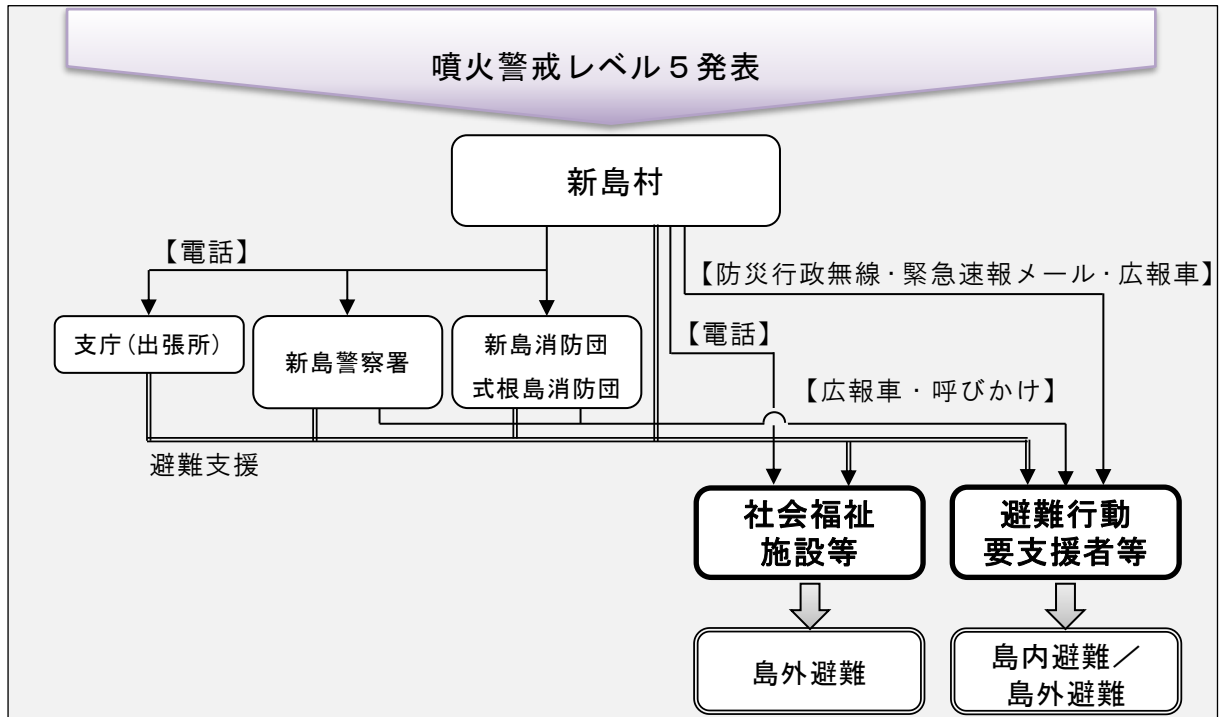 噴火警戒レベル５発表
新島村
【電話】
【防災行政無線・緊急速報メール・広報車】
支庁(出張所)
新島警察署
新島消防団
式根島消防団
【電話】
【広報車・呼びかけ】
避難支援
社会福祉
施設等
避難行動
要支援者等
島外避難
島内避難／
島外避難